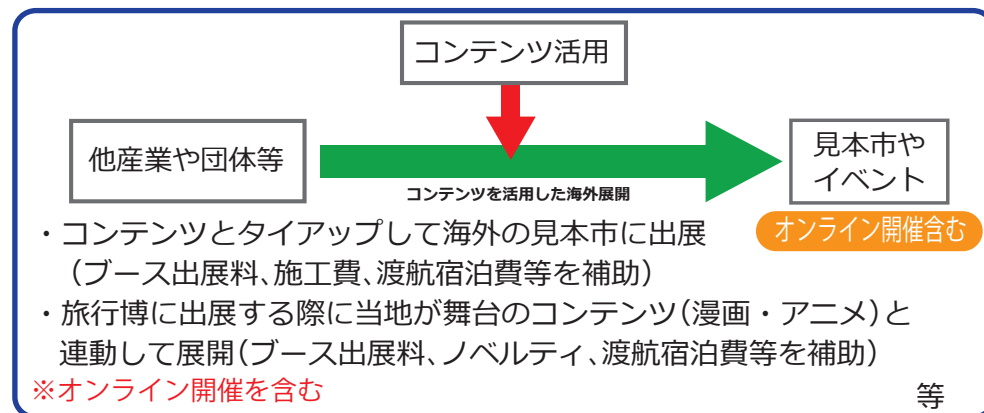 コンテンツ活用
他産業や団体等
見本市や
イベント
コンテンツを活用した海外展開
オンライン開催含む
・コンテンツとタイアップして海外の見本市に出展
（ブース出展料、施工費、渡航宿泊費等を補助）
・旅行博に出展する際に当地が舞台のコンテンツ（漫画・アニメ）と
連動して展開（ブース出展料、ノベルティ、渡航宿泊費等を補助）
※オンライン開催を含む
等